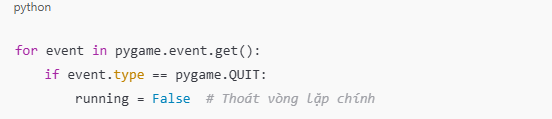 python
for event in pygame.event.get():
    if event.type == pygame.QUIT:
        running = False  # Thoát vòng lặp chính